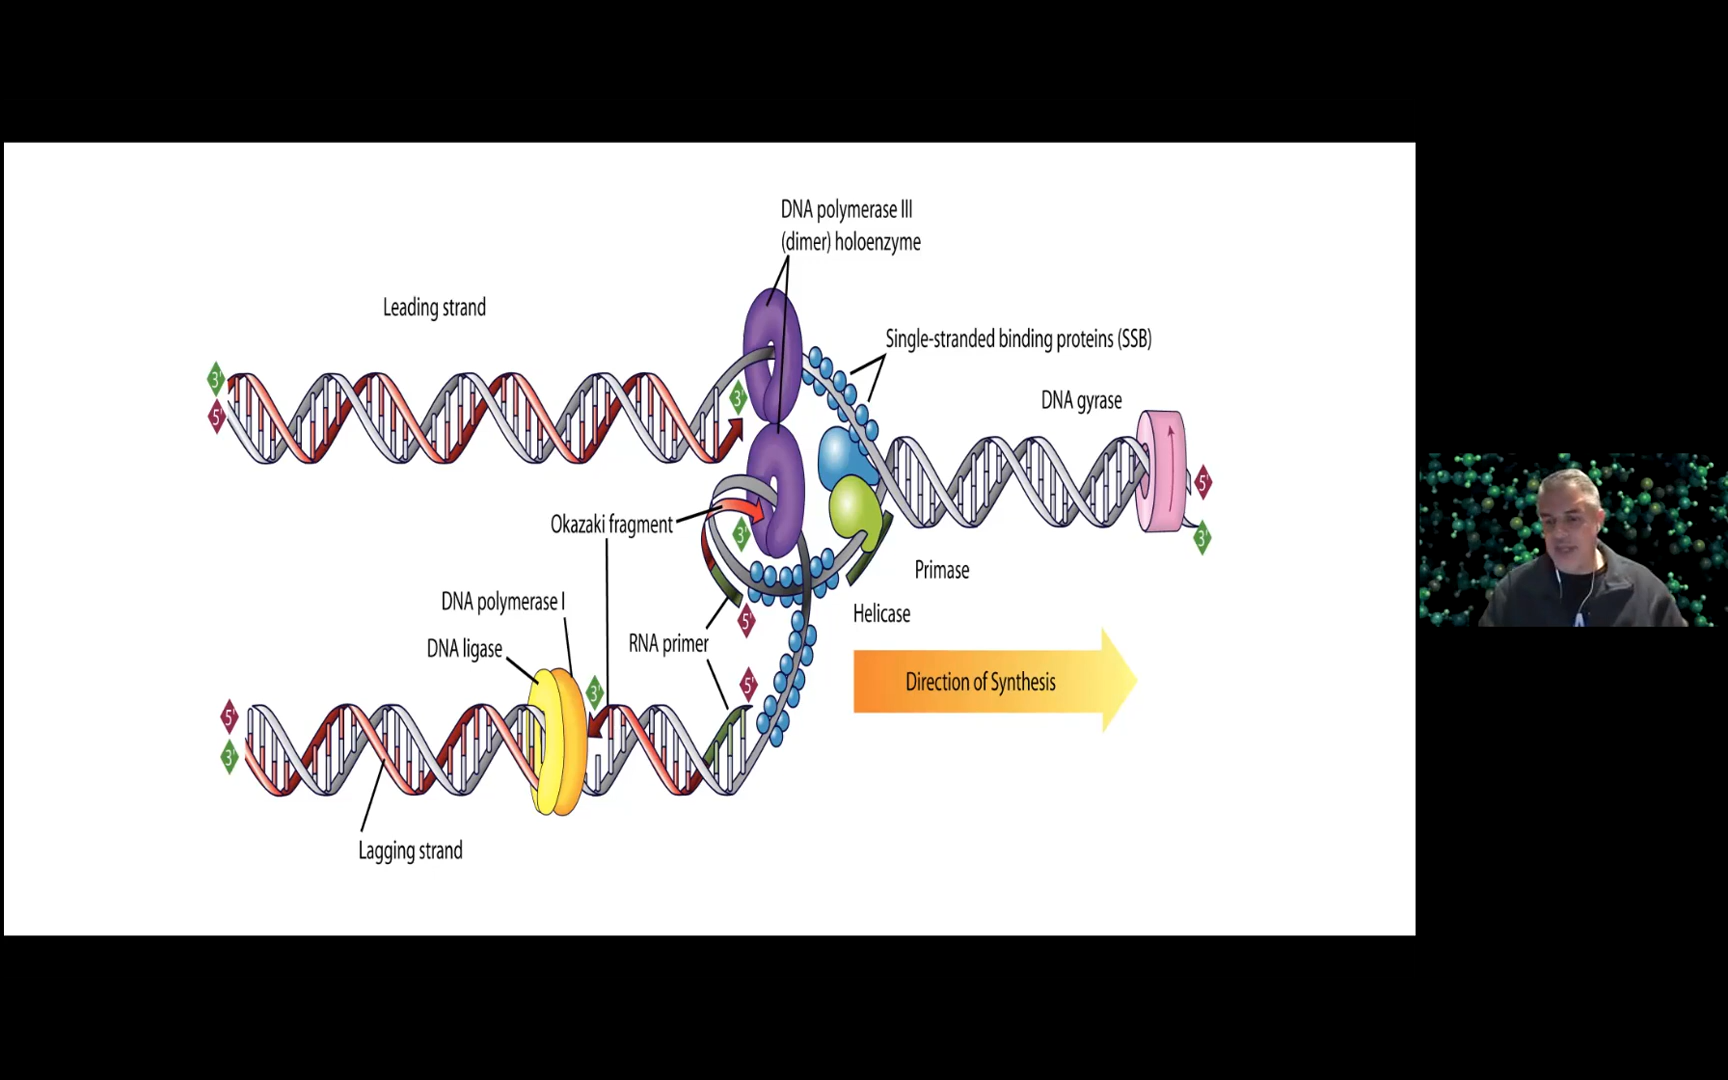 DNA polymerase III
(dimer) holoenzyme
Leading strand
Single-stranded binding proteins (SSB)
3'
5'
3'
DNA gyrase
5'
3'
Okazaki fragment
3'
Primase
DNA polymerase I
Helicase
5'
RNA primer
DNA ligase
5'
3'
Direction of Synthesis
5'
3'
Lagging strand